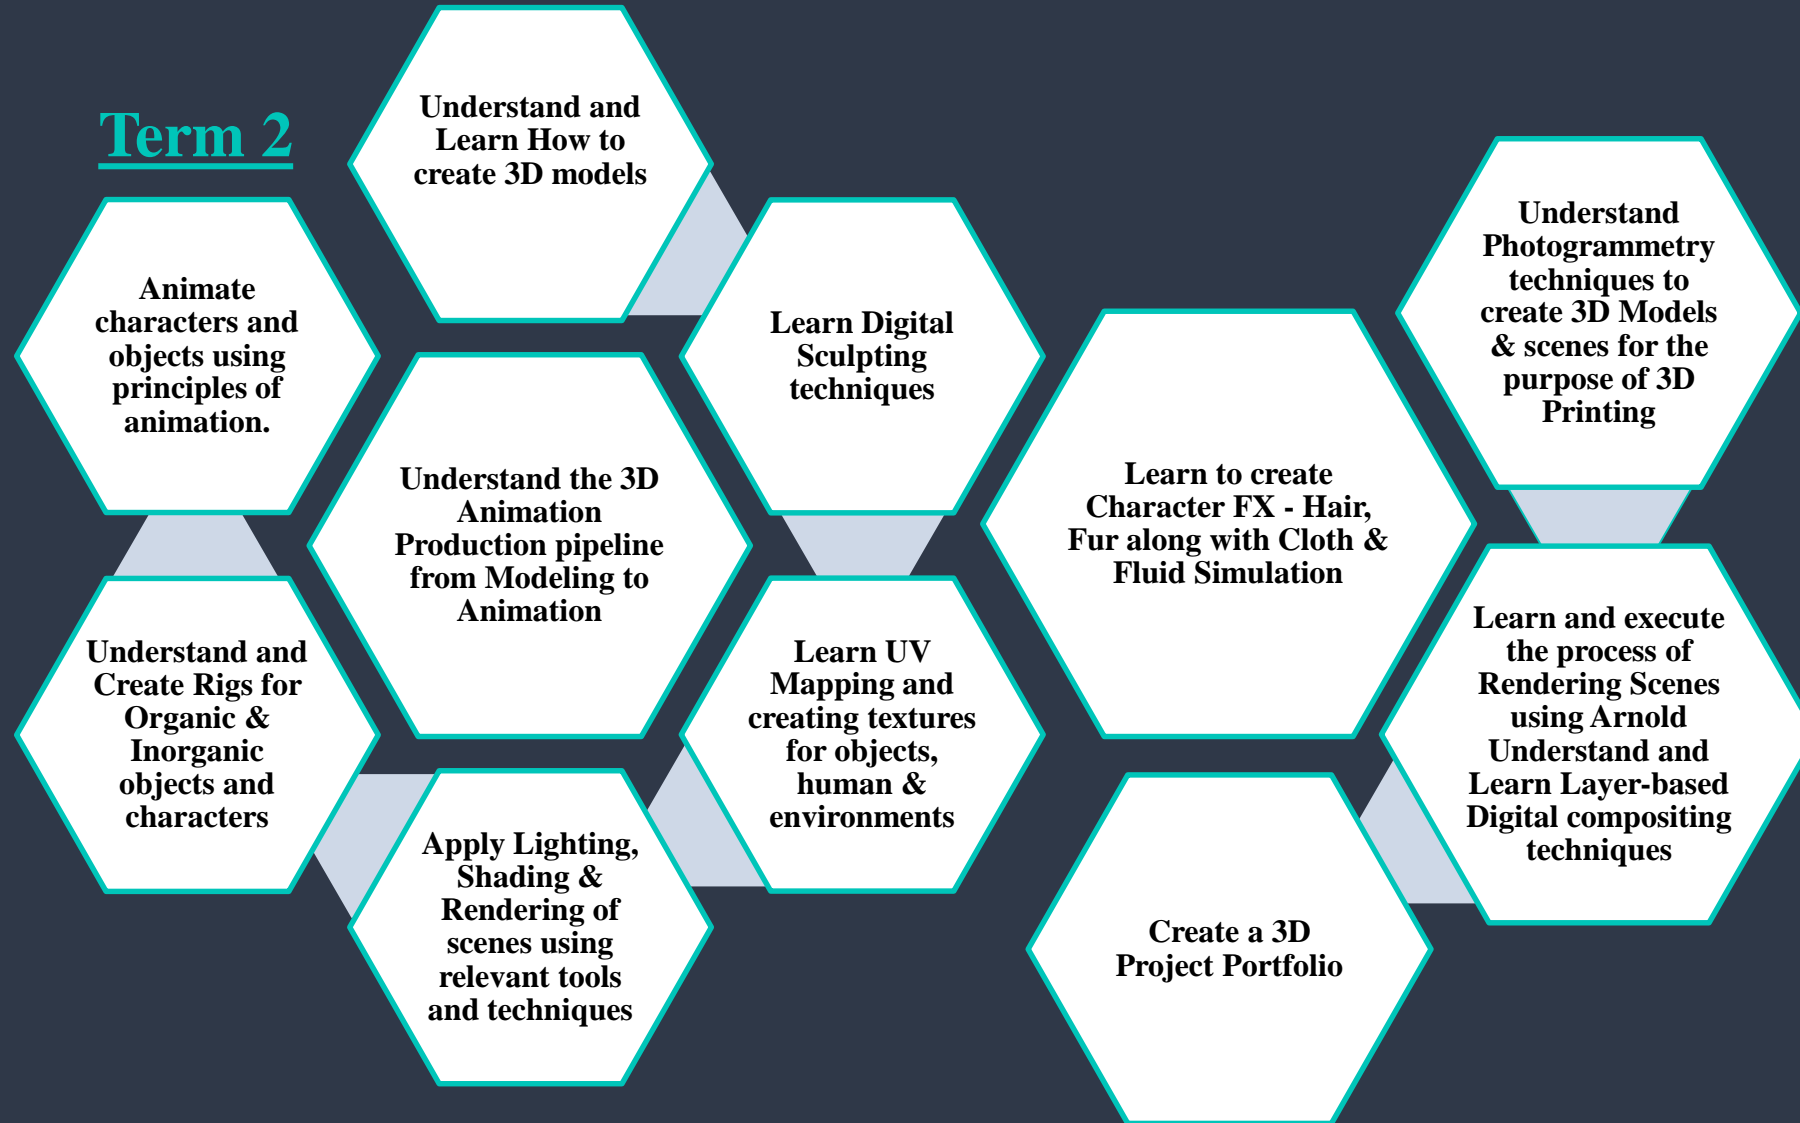 Term 2
Understand and
Learn How to
create 3D models
Learn Digital
Sculpting
techniques
Learn UV
Mapping and
creating textures
for objects,
human &
environments
Apply Lighting,
Shading &
Rendering of
scenes using
relevant tools
and techniques
Understand and
Create Rigs for
Organic &
Inorganic
objects and
characters
Animate
characters and
objects using
principles of
animation.
Understand the 3D
Animation
Production pipeline
from Modeling to
Animation
Learn to create
Character FX - Hair,
Fur along with Cloth &
Fluid Simulation
Understand
Photogrammetry
techniques to
create 3D Models
& scenes for the
purpose of 3D
Printing
Learn and execute
the process of
Rendering Scenes
using Arnold
Understand and
Learn Layer-based
Digital compositing
techniques
Create a 3D
Project Portfolio